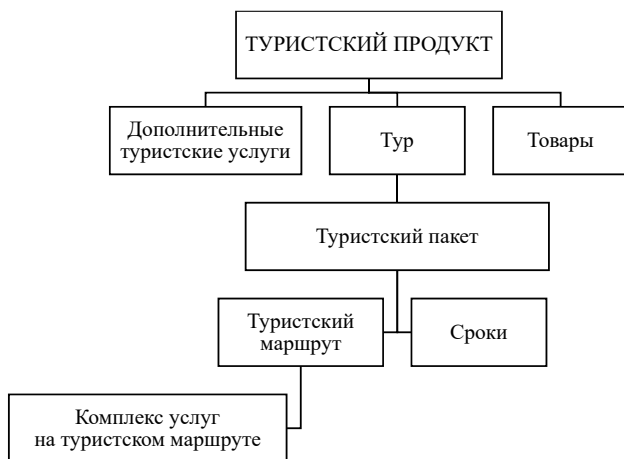 ТУРИСТСКИЙ ПРОДУКТ
Дополнительные
туристские услуги
Тур
Товары
Туристский пакет
Туристский
маршрут
Сроки
Комплекс услуг
на туристском маршруте